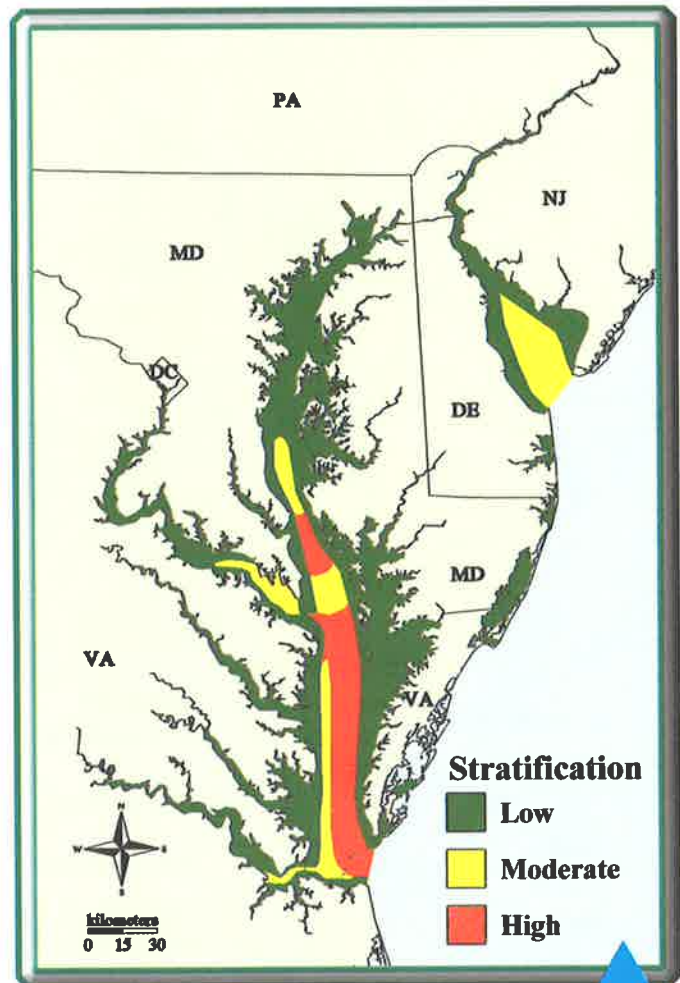 PA
NJ
MD
DC
DE
MD
VA
VA
Stratification
Low
Moderate
High
N
W E
S
kilometers
0 15 30